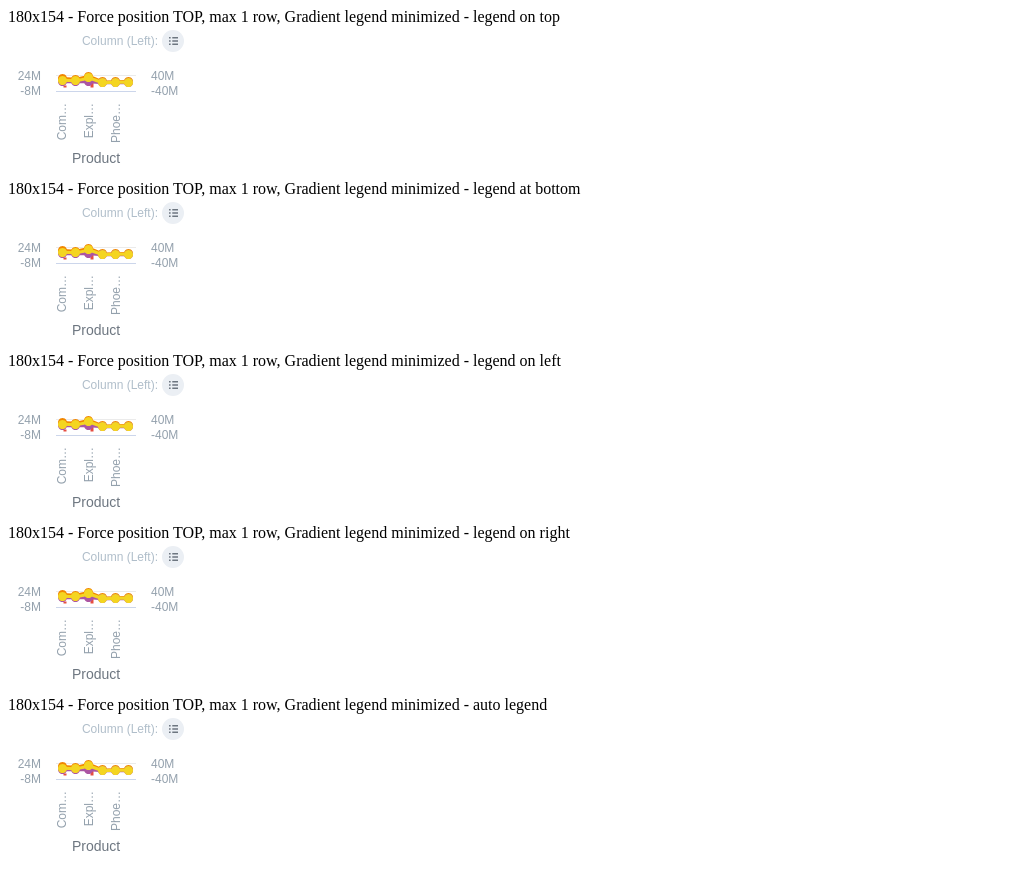 180x154 - Force position TOP, max 1 row, Gradient legend minimized - legend on top
Column (Left):
24M
40M
-8M
-40M
Com…
Expl…
Phoe…
Product
180x154 - Force position TOP, max 1 row, Gradient legend minimized - legend at bottom
Column (Left):
24M
40M
-8M
-40M
Com…
Expl…
Phoe…
Product
180x154 - Force position TOP, max 1 row, Gradient legend minimized - legend on left
Column (Left):
24M
40M
-8M
-40M
Com…
Expl…
Phoe…
Product
180x154 - Force position TOP, max 1 row, Gradient legend minimized - legend on right
Column (Left):
24M
40M
-8M
-40M
Com…
Expl…
Phoe…
Product
180x154 - Force position TOP, max 1 row, Gradient legend minimized - auto legend
Column (Left):
24M
40M
-8M
-40M
Com…
Expl…
Phoe…
Product